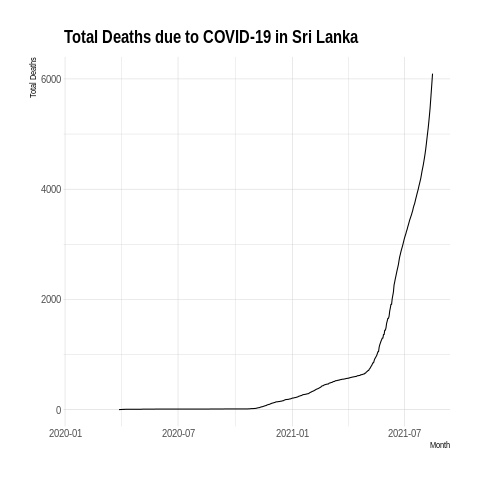 Total Deaths due to COVID-19 in Sri Lanka
Total Deaths
6000
4000
2000
0
2020-01 2020-07 2021-01 2021-07
Month